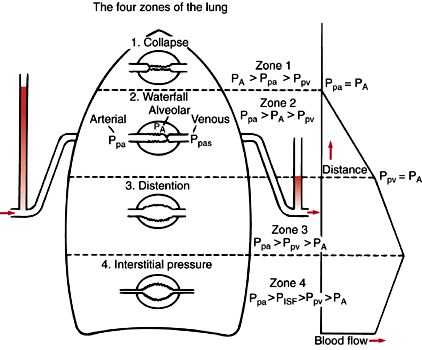 The four zones of the lung
1. Collapse
Zone 1
PA > Ppa > Ppv
Ppa = PA
2. Waterfall
Zone 2
Ppa > PA > Ppv
Alveolar
Arterial
Venous
PA
Ppa
Ppas
Distance
Ppv = PA
3. Distention
Zone 3
Ppa > Ppv > PA
4. Interstitial pressure
Zone 4
Ppa > PISF > Ppv > PA
Blood flow